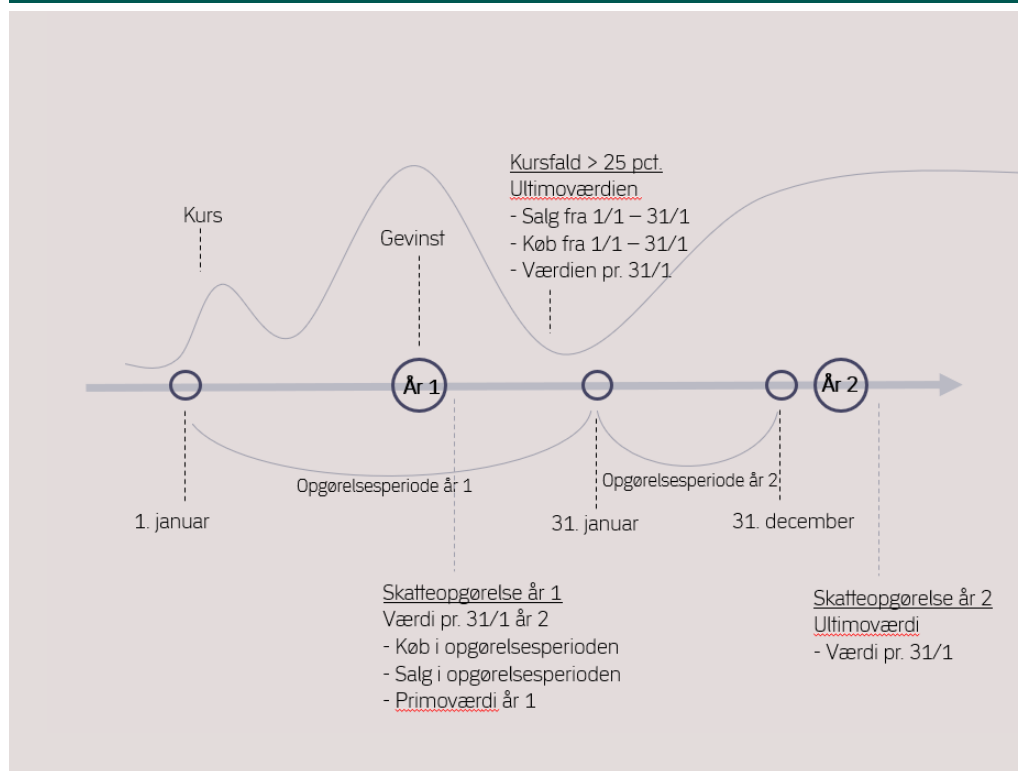 Kursfald > 25 pct.
Ultimoværdien
- Salg fra 1/1 – 31/1
- Køb fra 1/1 – 31/1
- Værdien pr. 31/1
Kurs
Gevinst
År 1
År 2
Opgørelsesperiode år 1
Opgørelsesperiode år 2
1. januar
31. januar
31. december
Skatteopgørelse år 1
Værdi pr. 31/1 år 2
- Køb i opgørelsesperioden
- Salg i opgørelsesperioden
- Primoværdi år 1
Skatteopgørelse år 2
Ultimoværdi
- Værdi pr. 31/1